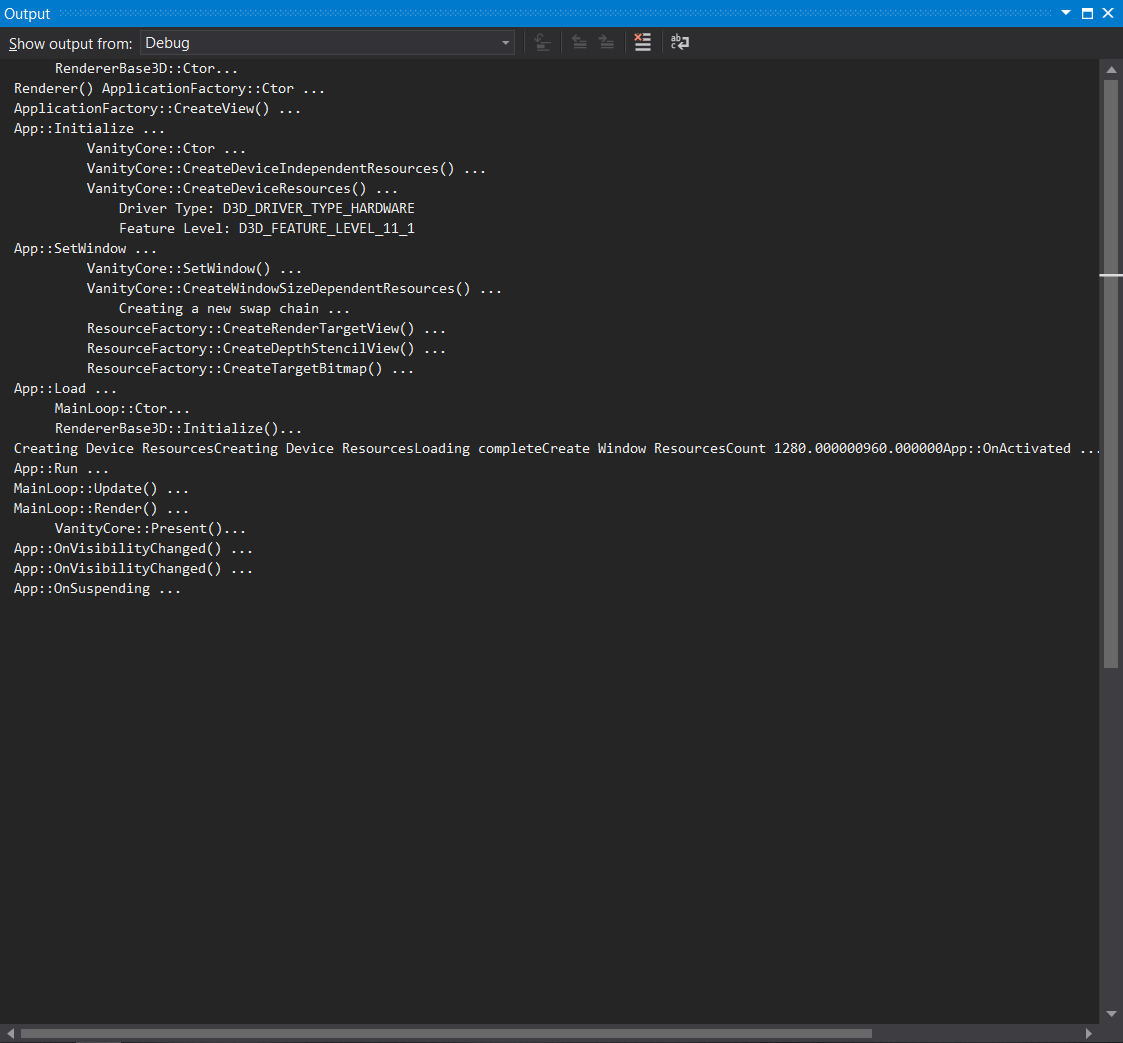 Output
Show output from: Debug
RendererBase3D::Ctor...
Renderer() ApplicationFactory::Ctor ...
ApplicationFactory::CreateView() ...
App::Initialize ...
VanityCore::Ctor ...
VanityCore::CreateDeviceIndependentResources() ...
VanityCore::CreateDeviceResources() ...
Driver Type: D3D_DRIVER_TYPE_HARDWARE
Feature Level: D3D_FEATURE_LEVEL_11_1
App::SetWindow ...
VanityCore::SetWindow() ...
VanityCore::CreateWindowSizeDependentResources() ...
Creating a new swap chain ...
ResourceFactory::CreateRenderTargetView() ...
ResourceFactory::CreateDepthStencilView() ...
ResourceFactory::CreateTargetBitmap() ...
App::Load ...
MainLoop::Ctor...
RendererBase3D::Initialize()...
Creating Device ResourcesCreating Device ResourcesLoading completeCreate Window ResourcesCount 1280.000000960.000000App::OnActivated ...
App::Run ...
MainLoop::Update() ...
MainLoop::Render() ...
VanityCore::Present()...
App::OnVisibilityChanged() ...
App::OnVisibilityChanged() ...
App::OnSuspending ...